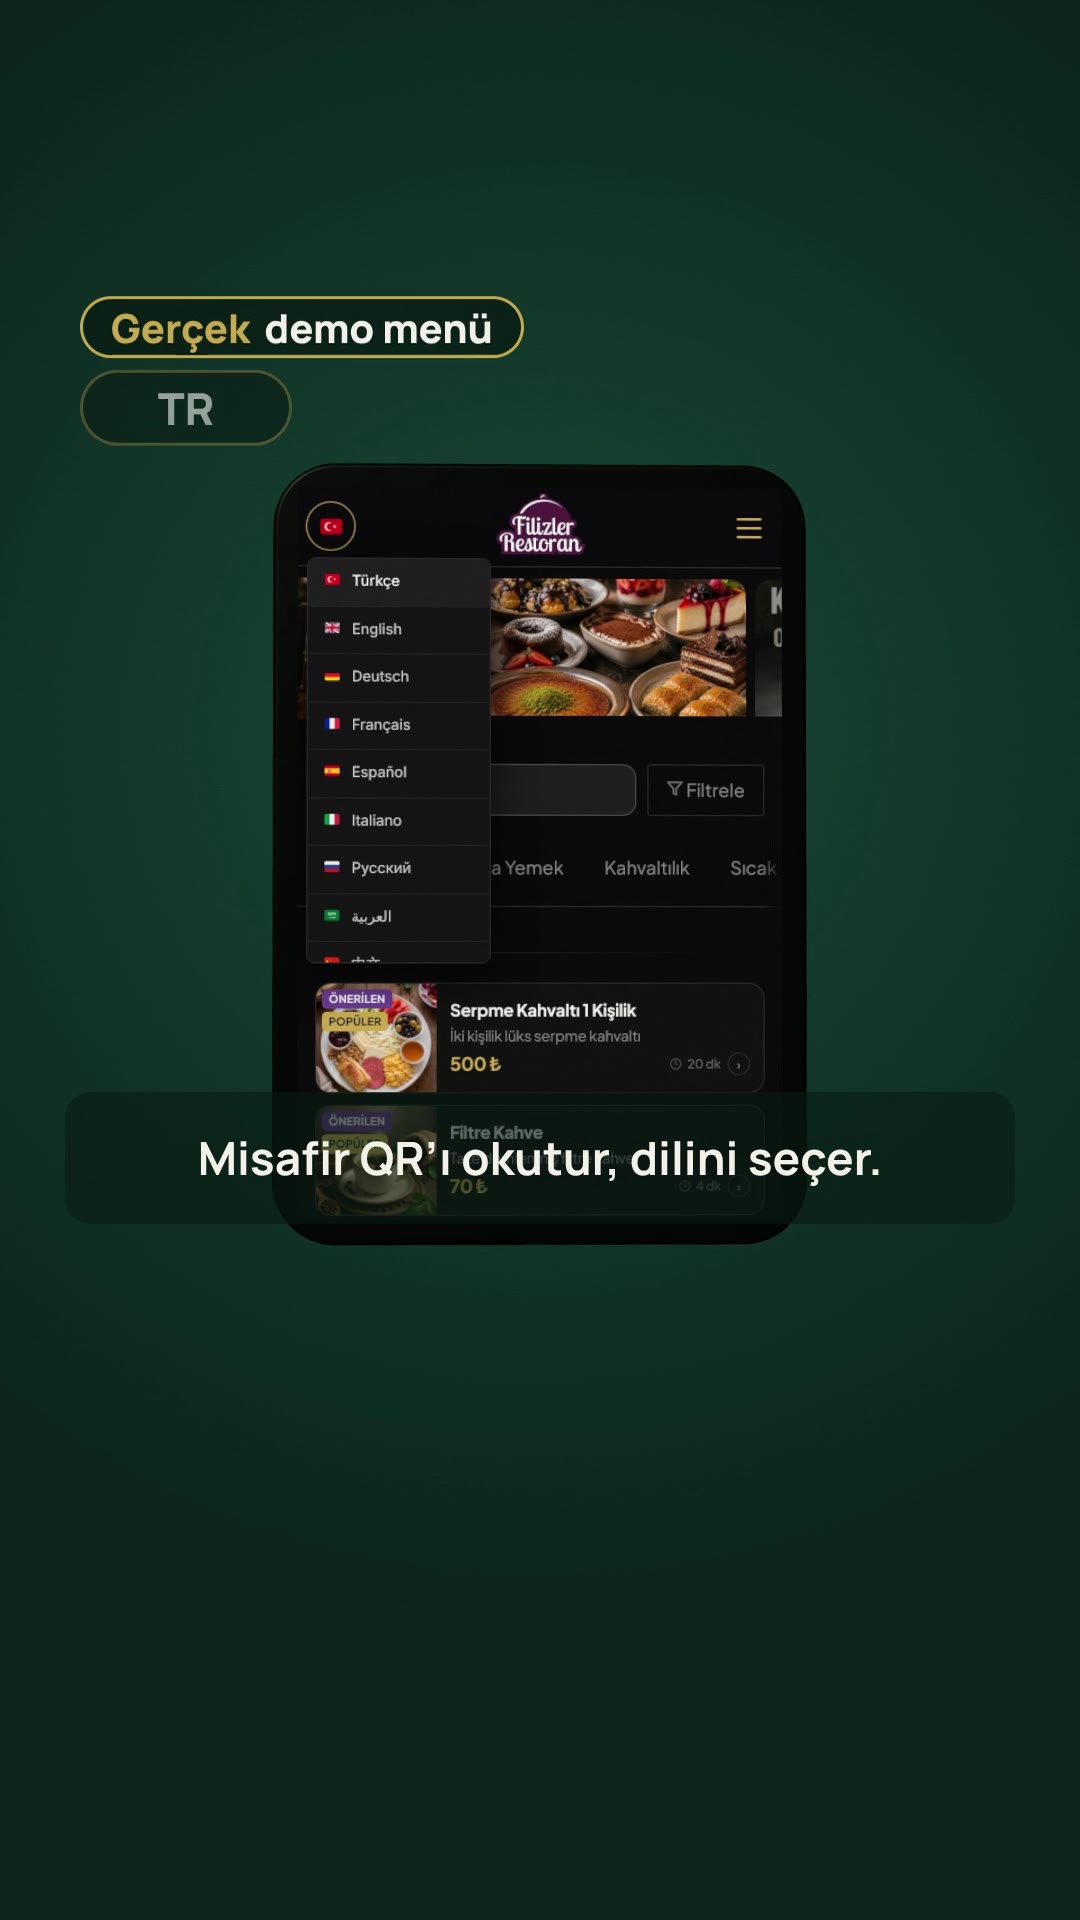 Gerçek demo menü
TR
Filizler
Restoran
Türkçe
English
Deutsch
Français
Español
Italiano
Русский
العربية
中文
K
Filtrele
a Yemek Kahvaltılık Sıcak
ÖNERİLEN
POPÜLER
Serpme Kahvaltı 1 Kişilik
İki kişilik lüks serpme kahvaltı
500 ₺
20 dk
ÖNERİLEN
Filtre Kahve
70 ₺
4 dk
Misafir QR’ı okutur, dilini seçer.